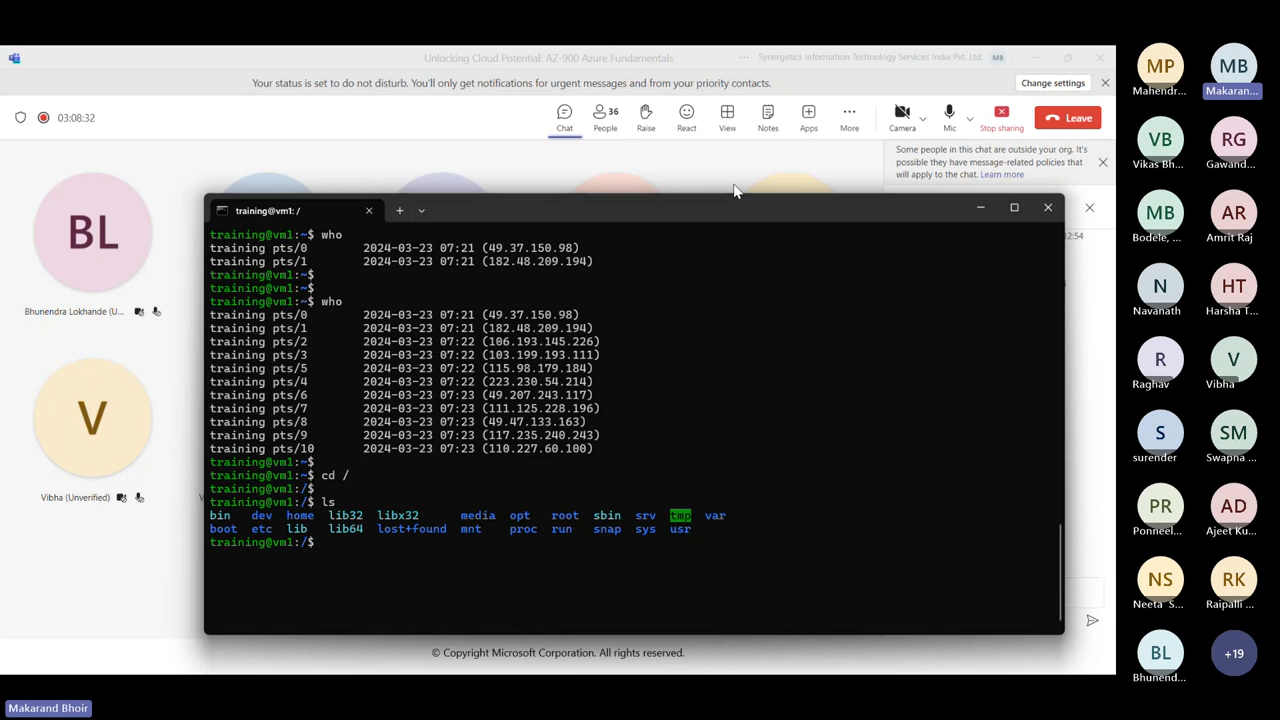 Unlocking Cloud Potential: AZ-900 Azure Fundamentals
Synergetics Information Technology Services India Pvt. Ltd.
MB
Your status is set to do not disturb. You'll only get notifications for urgent messages and from your priority contacts.
Change settings
03:08:32
36
Chat
People
Raise
React
View
Notes
Apps
More
Camera
Mic
Stop sharing
Leave
Some people in this chat are outside your org. It's
possible they have message-related policies that
will apply to the chat. Learn more
BL
Bhunendra Lokhande (U...
V
Vibha (Unverified)
12:54
training@vm1: /
training@vm1:~$ who
training pts/0 2024-03-23 07:21 (49.37.150.98)
training pts/1 2024-03-23 07:21 (182.48.209.194)
training@vm1:~$
training@vm1:~$
training@vm1:~$ who
training pts/0 2024-03-23 07:21 (49.37.150.98)
training pts/1 2024-03-23 07:21 (182.48.209.194)
training pts/2 2024-03-23 07:22 (106.193.145.226)
training pts/3 2024-03-23 07:22 (103.199.193.111)
training pts/5 2024-03-23 07:22 (115.98.179.184)
training pts/4 2024-03-23 07:22 (223.230.54.214)
training pts/6 2024-03-23 07:23 (49.207.243.117)
training pts/7 2024-03-23 07:23 (111.125.228.196)
training pts/8 2024-03-23 07:23 (49.47.133.163)
training pts/9 2024-03-23 07:23 (117.235.240.243)
training pts/10 2024-03-23 07:23 (110.227.60.100)
training@vm1:~$
training@vm1:~$ cd /
training@vm1:/$
training@vm1:/$ ls
bin dev home lib32 libx32 media opt root sbin srv tmp var
boot etc lib lib64 lost+found mnt proc run snap sys usr
training@vm1:/$
© Copyright Microsoft Corporation. All rights reserved.
MP
Mahendr...
MB
Makaran...
VB
Vikas Bh...
RG
Gawand...
MB
Bodele, ...
AR
Amrit Raj
N
Navanath
HT
Harsha T...
R
Raghav
V
Vibha
S
surender
SM
Swapna ...
PR
Ponneel...
AD
Ajeet Ku...
NS
Neeta S...
RK
Raipalli ...
BL
Bhunend...
+19
Makarand Bhoir